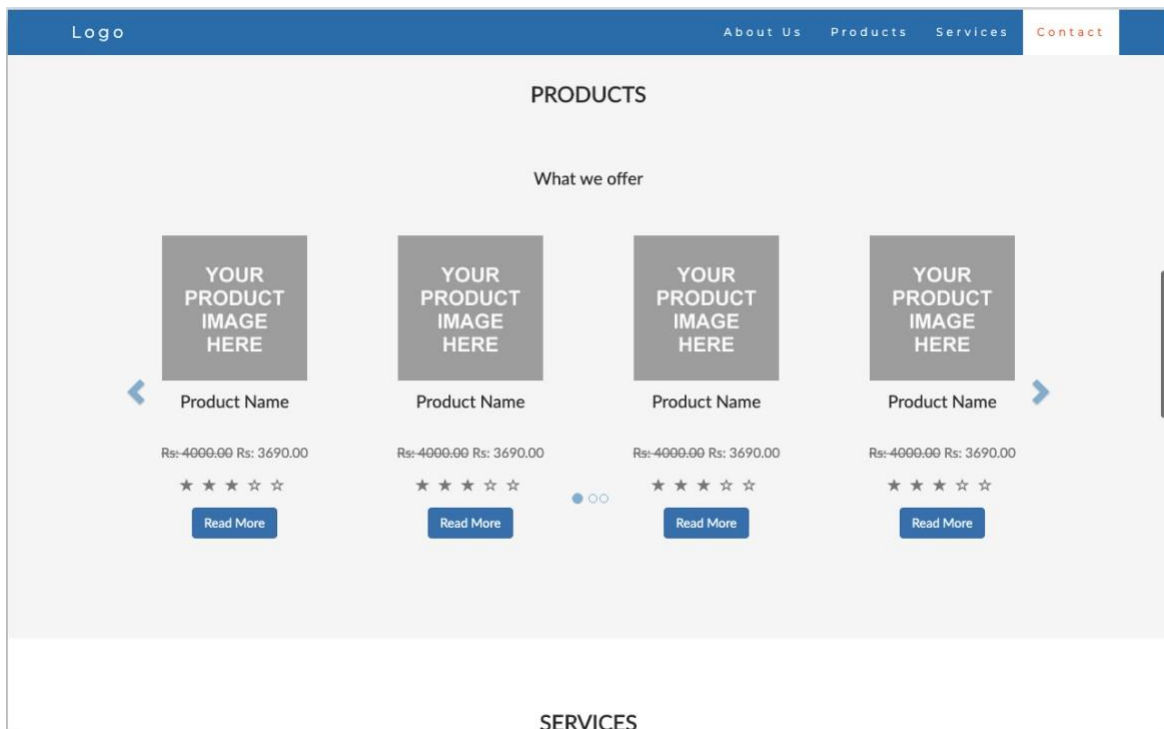 Logo About Us Products Services Contact
PRODUCTS
What we offer
YOUR PRODUCT IMAGE HERE
YOUR PRODUCT IMAGE HERE
YOUR PRODUCT IMAGE HERE
YOUR PRODUCT IMAGE HERE
Product Name Product Name Product Name Product Name
Rs: 4000.00 Rs: 3690.00 Rs: 4000.00 Rs: 3690.00 Rs: 4000.00 Rs: 3690.00 Rs: 4000.00 Rs: 3690.00
Read More Read More Read More Read More
SERVICES